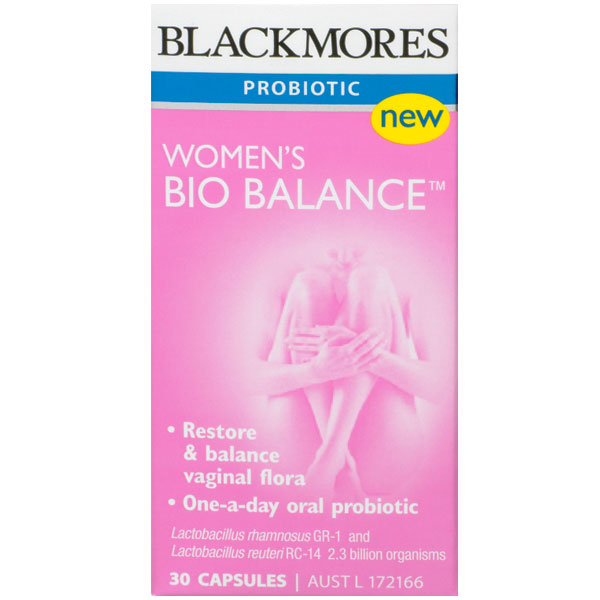 BLACKMORES
PROBIOTIC
new
WOMEN'S
BIO BALANCE™
• Restore
& balance
vaginal flora
• One-a-day oral probiotic
Lactobacillus rhamnosus GR-1 and
Lactobacillus reuteri RC-14 2.3 billion organisms
30 CAPSULES | AUST L 172166